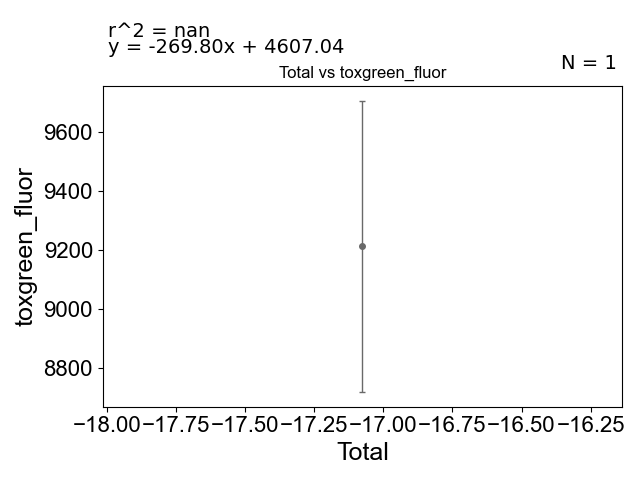 r^2 = nan
y = -269.80x + 4607.04
N = 1
Total vs toxgreen_fluor
9600
9400
9200
9000
8800
toxgreen_fluor
−18.00 −17.75 −17.50 −17.25 −17.00 −16.75 −16.50 −16.25
Total